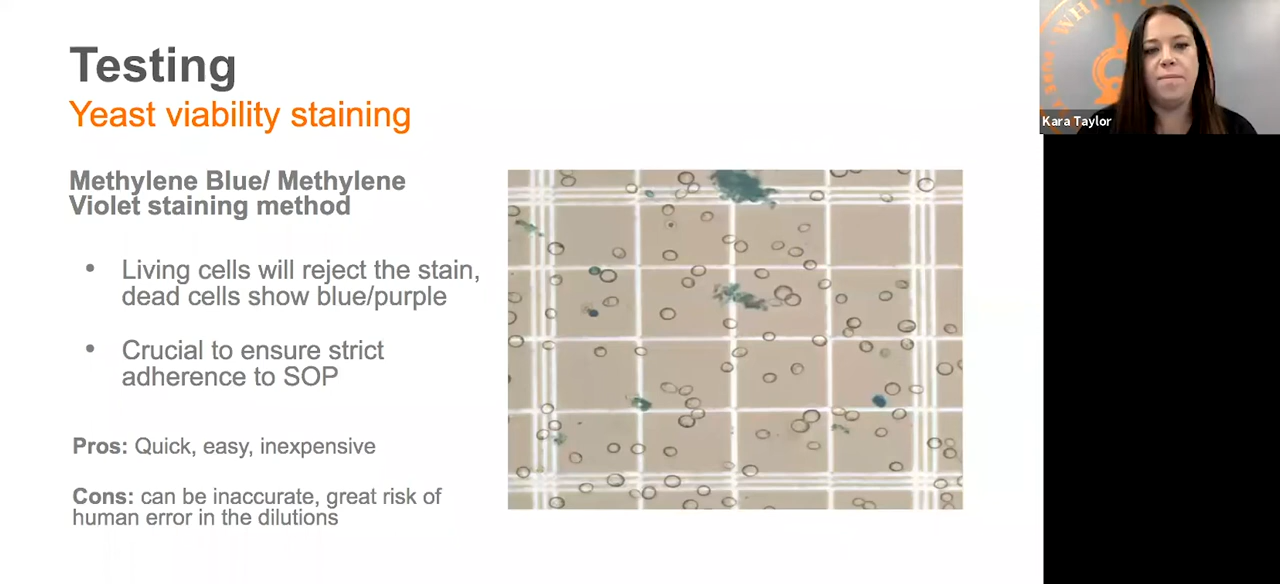 Testing
Yeast viability staining
Methylene Blue/ Methylene
Violet staining method
• Living cells will reject the stain,
dead cells show blue/purple
• Crucial to ensure strict
adherence to SOP
Pros: Quick, easy, inexpensive
Cons: can be inaccurate, great risk of
human error in the dilutions
Kara Taylor